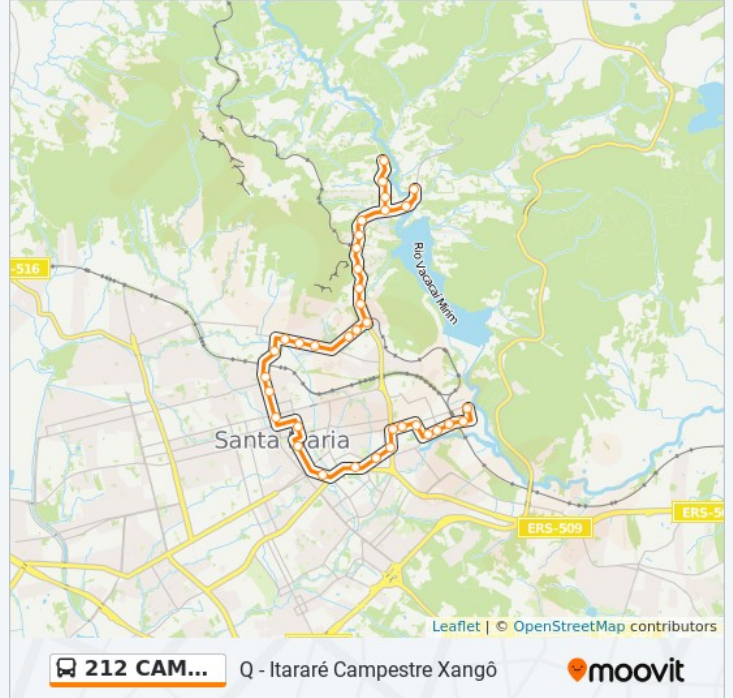 Rio Vacacaí Mirim
-516
Santa Maria
ERS-509
ERS-50
Leaflet | © OpenStreetMap contributors
212 CAM... Q - Itararé Campestre Xangô moovit